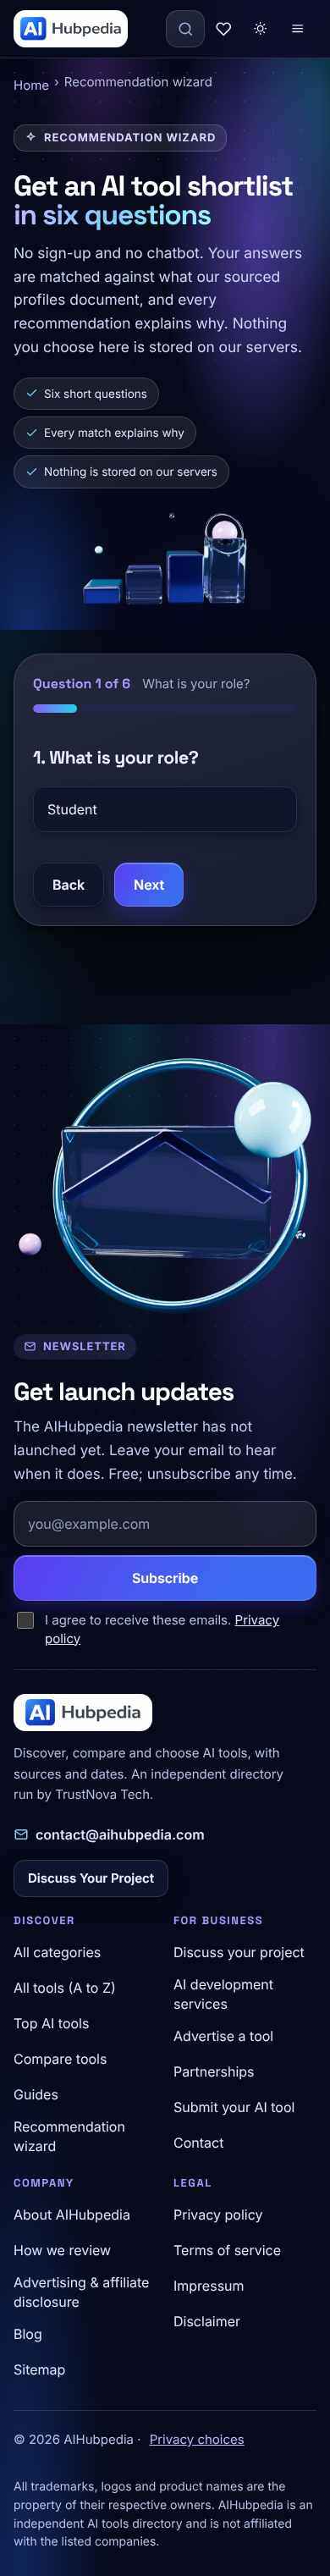 AI Hubpedia
Home › Recommendation wizard
RECOMMENDATION WIZARD
Get an AI tool shortlist
in six questions
No sign-up and no chatbot. Your answers
are matched against what our sourced
profiles document, and every
recommendation explains why. Nothing
you choose here is stored on our servers.
Six short questions
Every match explains why
Nothing is stored on our servers
Question 1 of 6 What is your role?
1. What is your role?
Student
Back Next
NEWSLETTER
Get launch updates
The AIHubpedia newsletter has not
launched yet. Leave your email to hear
when it does. Free; unsubscribe any time.
you@example.com
Subscribe
I agree to receive these emails. Privacy
policy
AI Hubpedia
Discover, compare and choose AI tools, with
sources and dates. An independent directory
run by TrustNova Tech.
contact@aihubpedia.com
Discuss Your Project
DISCOVER
All categories
All tools (A to Z)
Top AI tools
Compare tools
Guides
Recommendation
wizard
FOR BUSINESS
Discuss your project
AI development
services
Advertise a tool
Partnerships
Submit your AI tool
Contact
COMPANY
About AIHubpedia
How we review
Advertising & affiliate
disclosure
Blog
Sitemap
LEGAL
Privacy policy
Terms of service
Impressum
Disclaimer
© 2026 AIHubpedia · Privacy choices
All trademarks, logos and product names are the
property of their respective owners. AIHubpedia is an
independent AI tools directory and is not affiliated
with the listed companies.